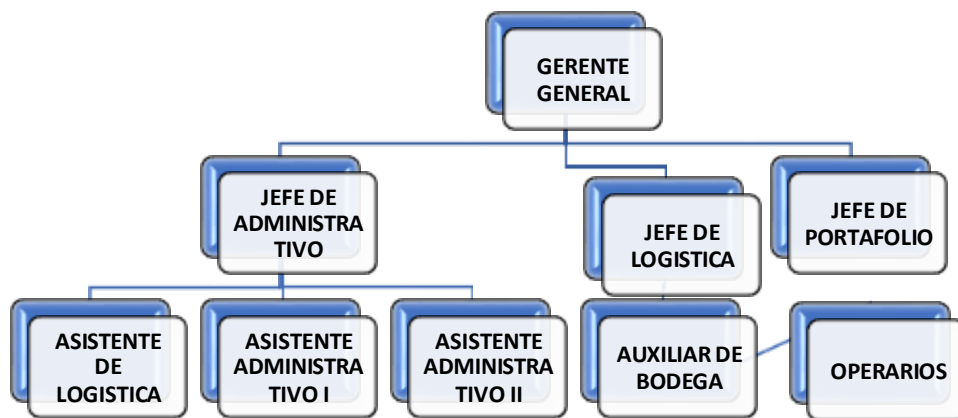 GERENTE
GENERAL
JEFE DE
ADMINISTRA
TIVO
JEFE DE
LOGISTICA
JEFE DE
PORTAFOLIO
ASISTENTE
DE
LOGISTICA
ASISTENTE
ADMINISTRA
TIVO I
ASISTENTE
ADMINISTRA
TIVO II
AUXILIAR DE
BODEGA
OPERARIOS